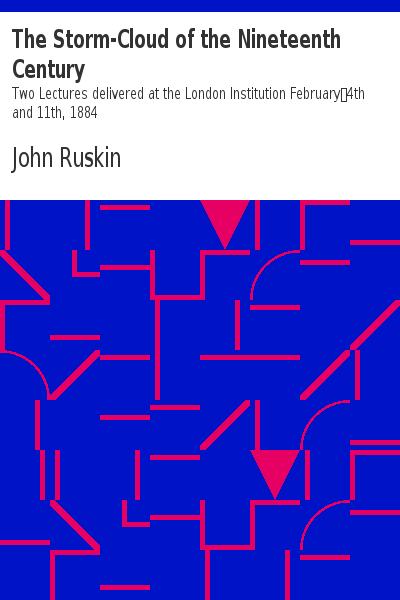 The Storm-Cloud of the Nineteenth
Century
Two Lectures delivered at the London Institution February▯4th
and 11th, 1884
John Ruskin